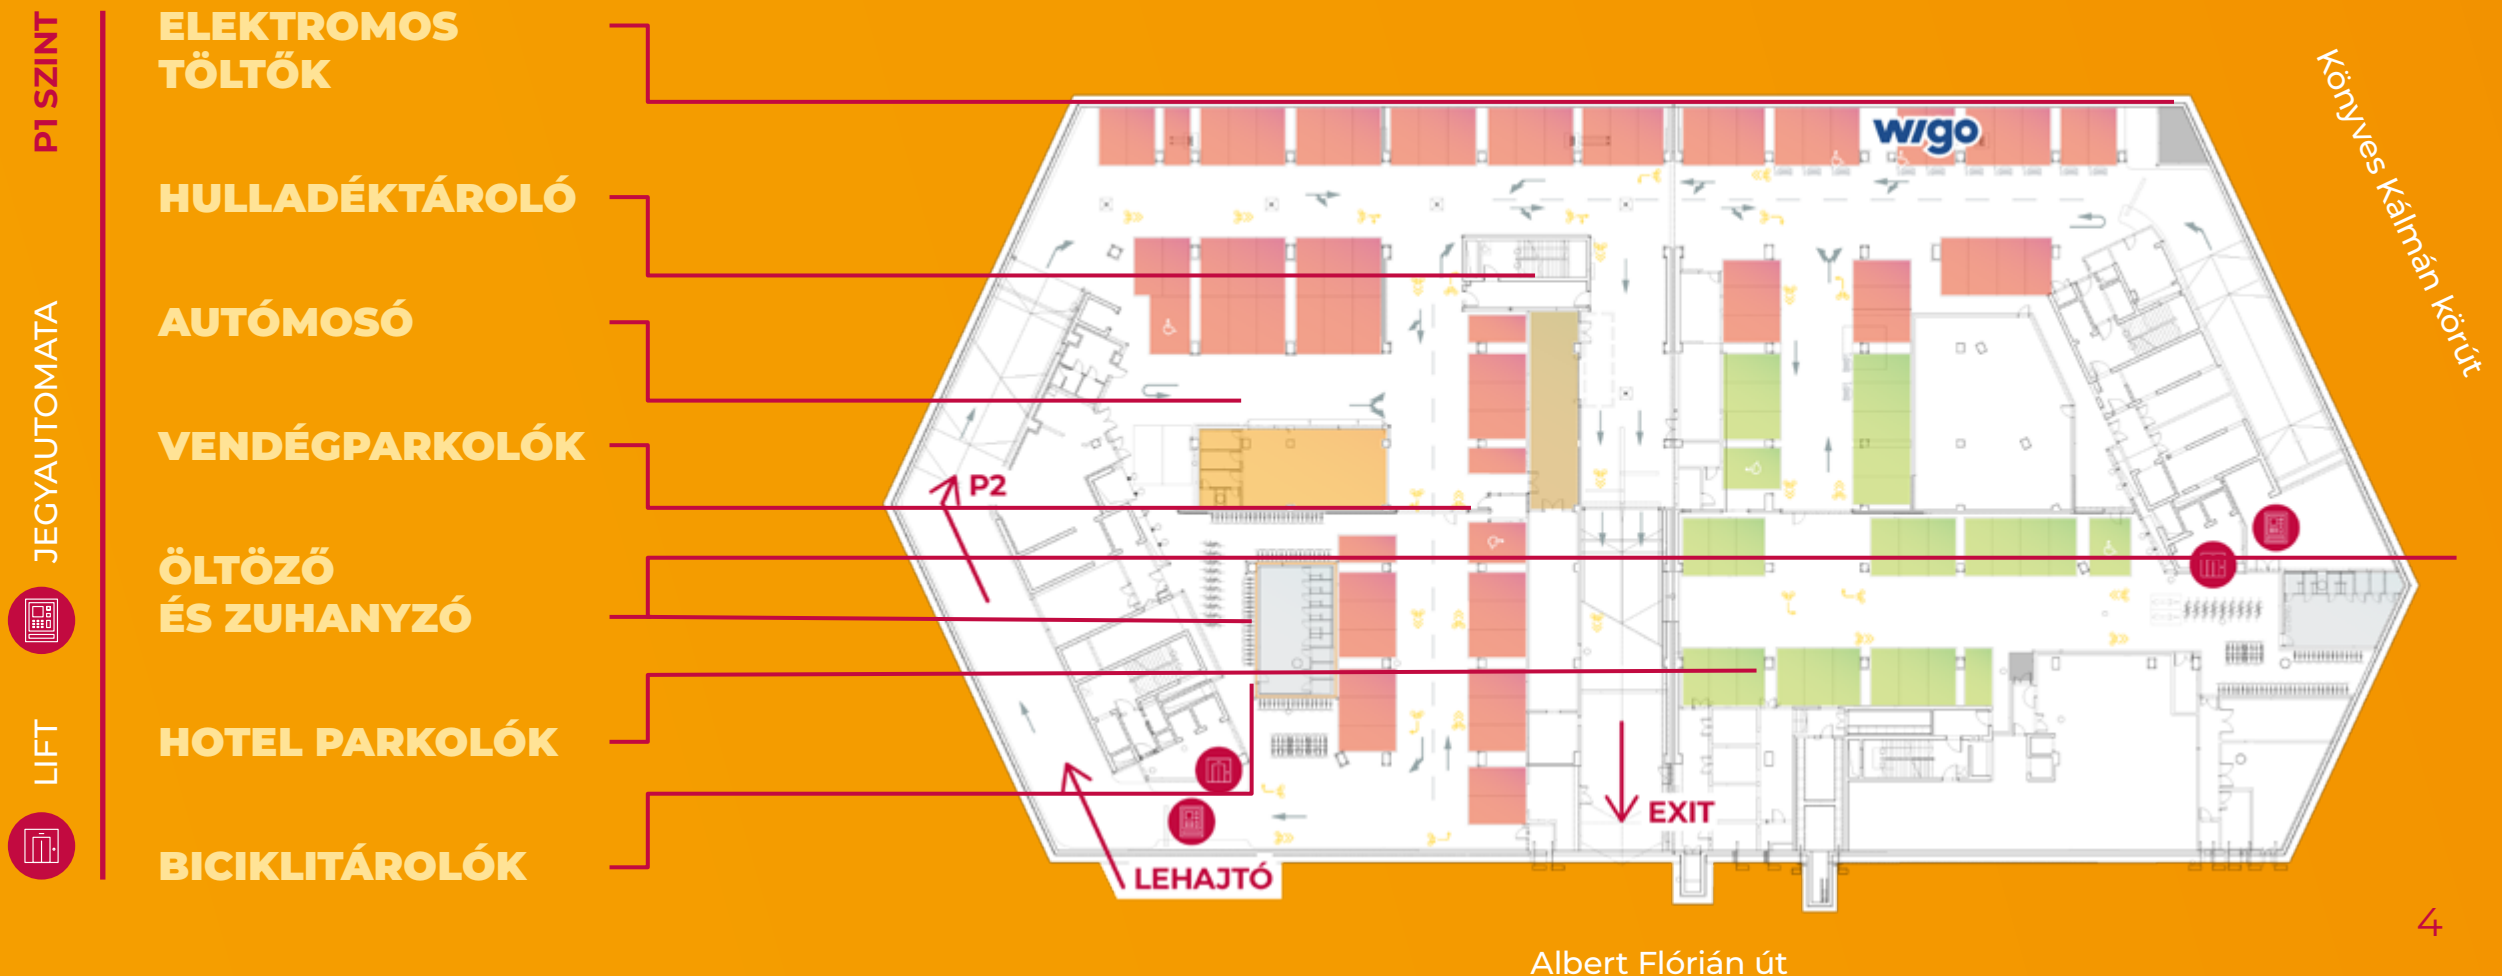 P1 SZINT
JEGYAUTOMATA
LIFT
ELEKTROMOS
TÖLTŐK
HULLADÉKTÁROLÓ
AUTÓMOSÓ
VENDÉGPARKOLÓK
ÖLTÖZŐ
ÉS ZUHANYZÓ
HOTEL PARKOLÓK
BICIKLITÁROLÓK
wigo
P2
EXIT
LEHAJTÓ
Könyves Kálmán körút
Albert Flórián út
4